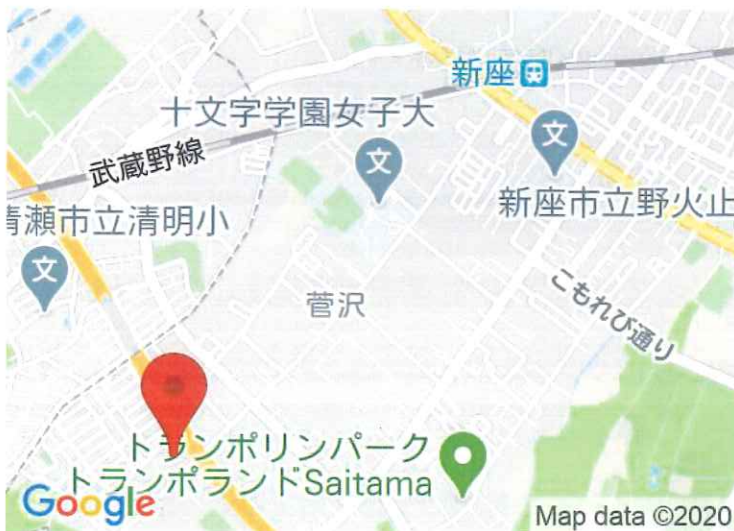 新座
十文字学園女子大
文
文
武蔵野線
新座市立野火止
清瀬市立清明小
文
菅沢
こもれび通り
トランポリンパーク
トランポランドSaitama
Google
Map data ©2020